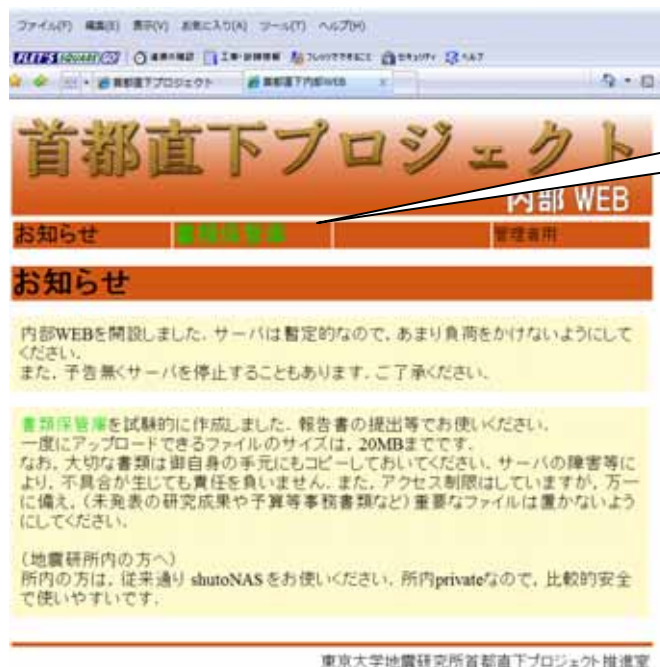 ファイル(F) 編集(E) 表示(V) お気に入り(A) ツール(T) ヘルプ(H)
首都直下プロジェクト 首都直下内部WEB
首都直下プロジェクト
内部 WEB
お知らせ 書類保管庫 管理者用
お知らせ
内部WEBを開設しました．サーバは暫定的なので，あまり負荷をかけないようにして
ください．
また，予告無くサーバを停止することもあります．ご了承ください．
書類保管庫を試験的に作成しました．報告書の提出等でお使いください．
一度にアップロードできるファイルのサイズは，20MBまでです．
なお，大切な書類は御自身の手元にもコピーしておいてください．サーバの障害等に
より，不具合が生じても責任を負いません．また，アクセス制限はしていますが，万一
に備え，（未発表の研究成果や予算等事務書類など）重要なファイルは置かないよう
にしてください．
（地震研所内の方へ）
所内の方は，従来通り shutoNAS をお使いください．所内privateなので，比較的安全
で使いやすいです．
東京大学地震研究所首都直下プロジェクト推進室